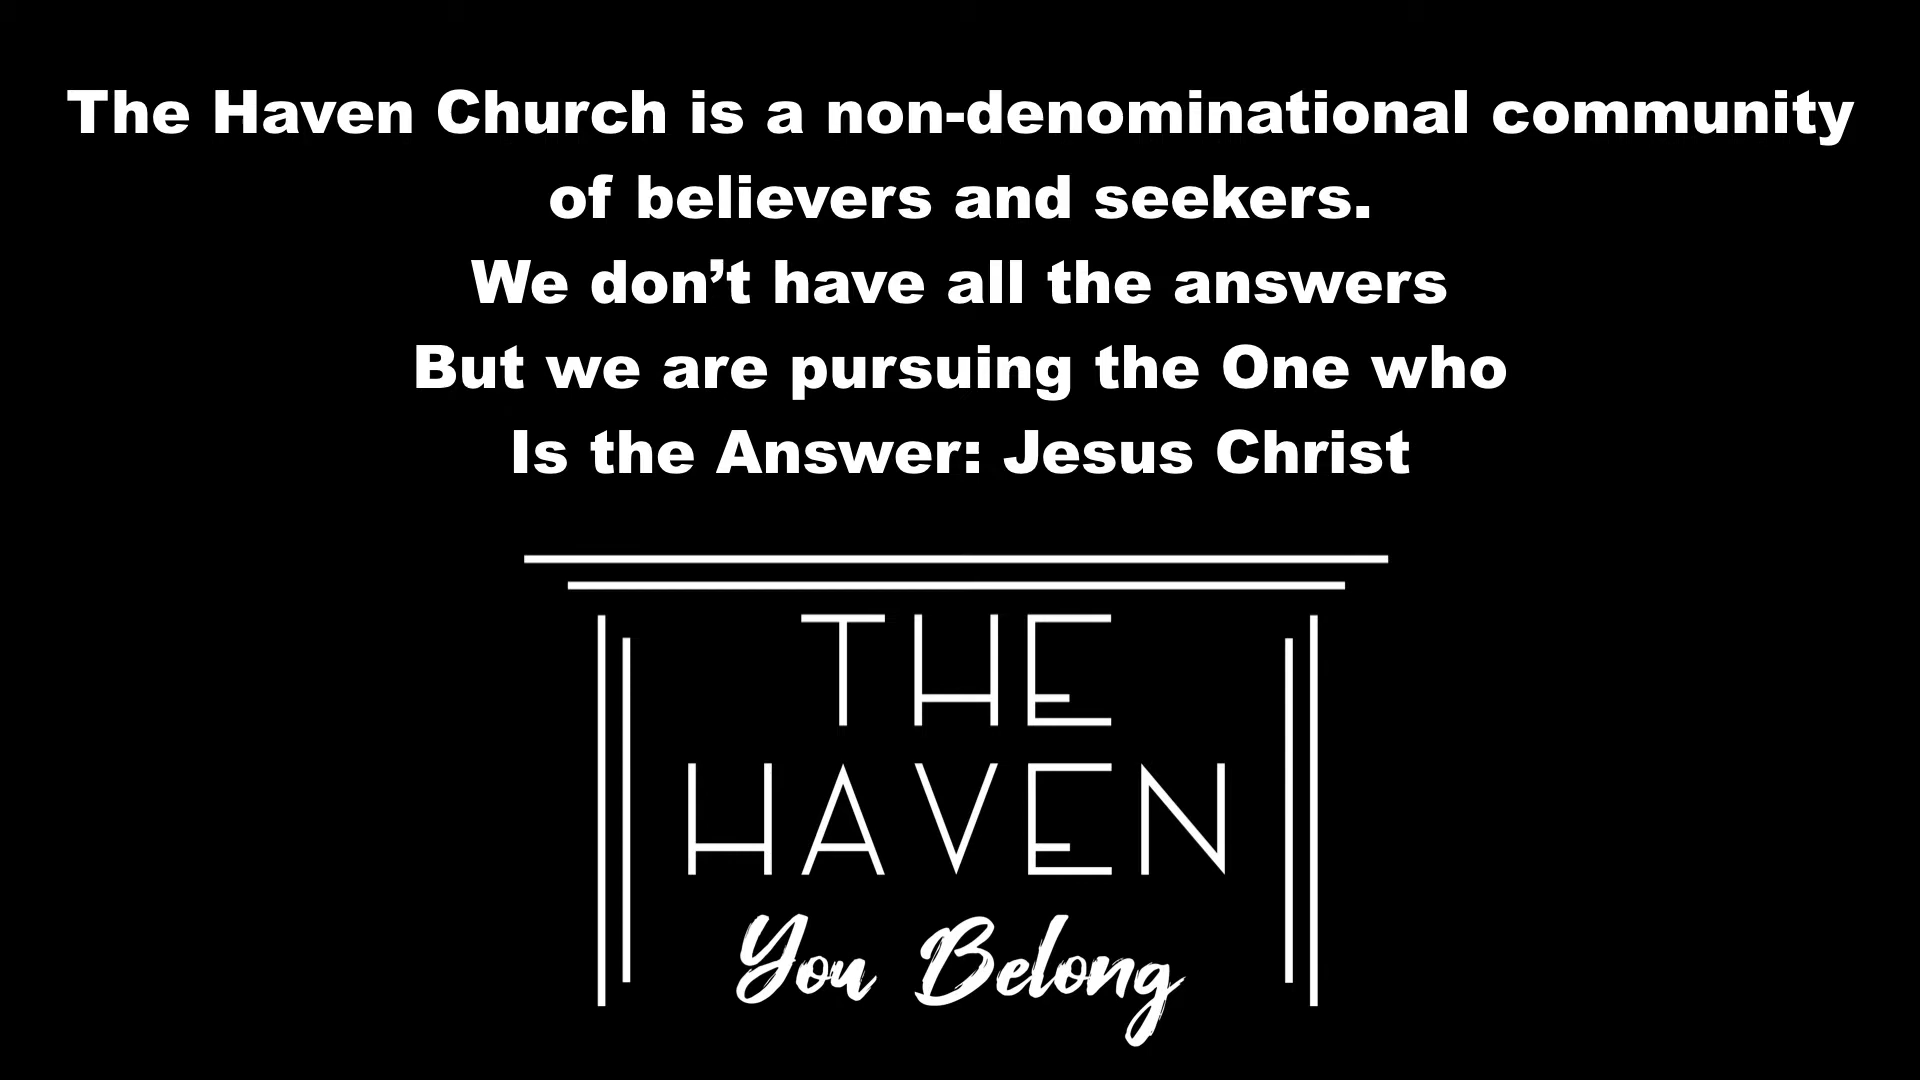 The Haven Church is a non-denominational community
of believers and seekers.
We don’t have all the answers
But we are pursuing the One who
Is the Answer: Jesus Christ
THE
HAVEN
You Belong